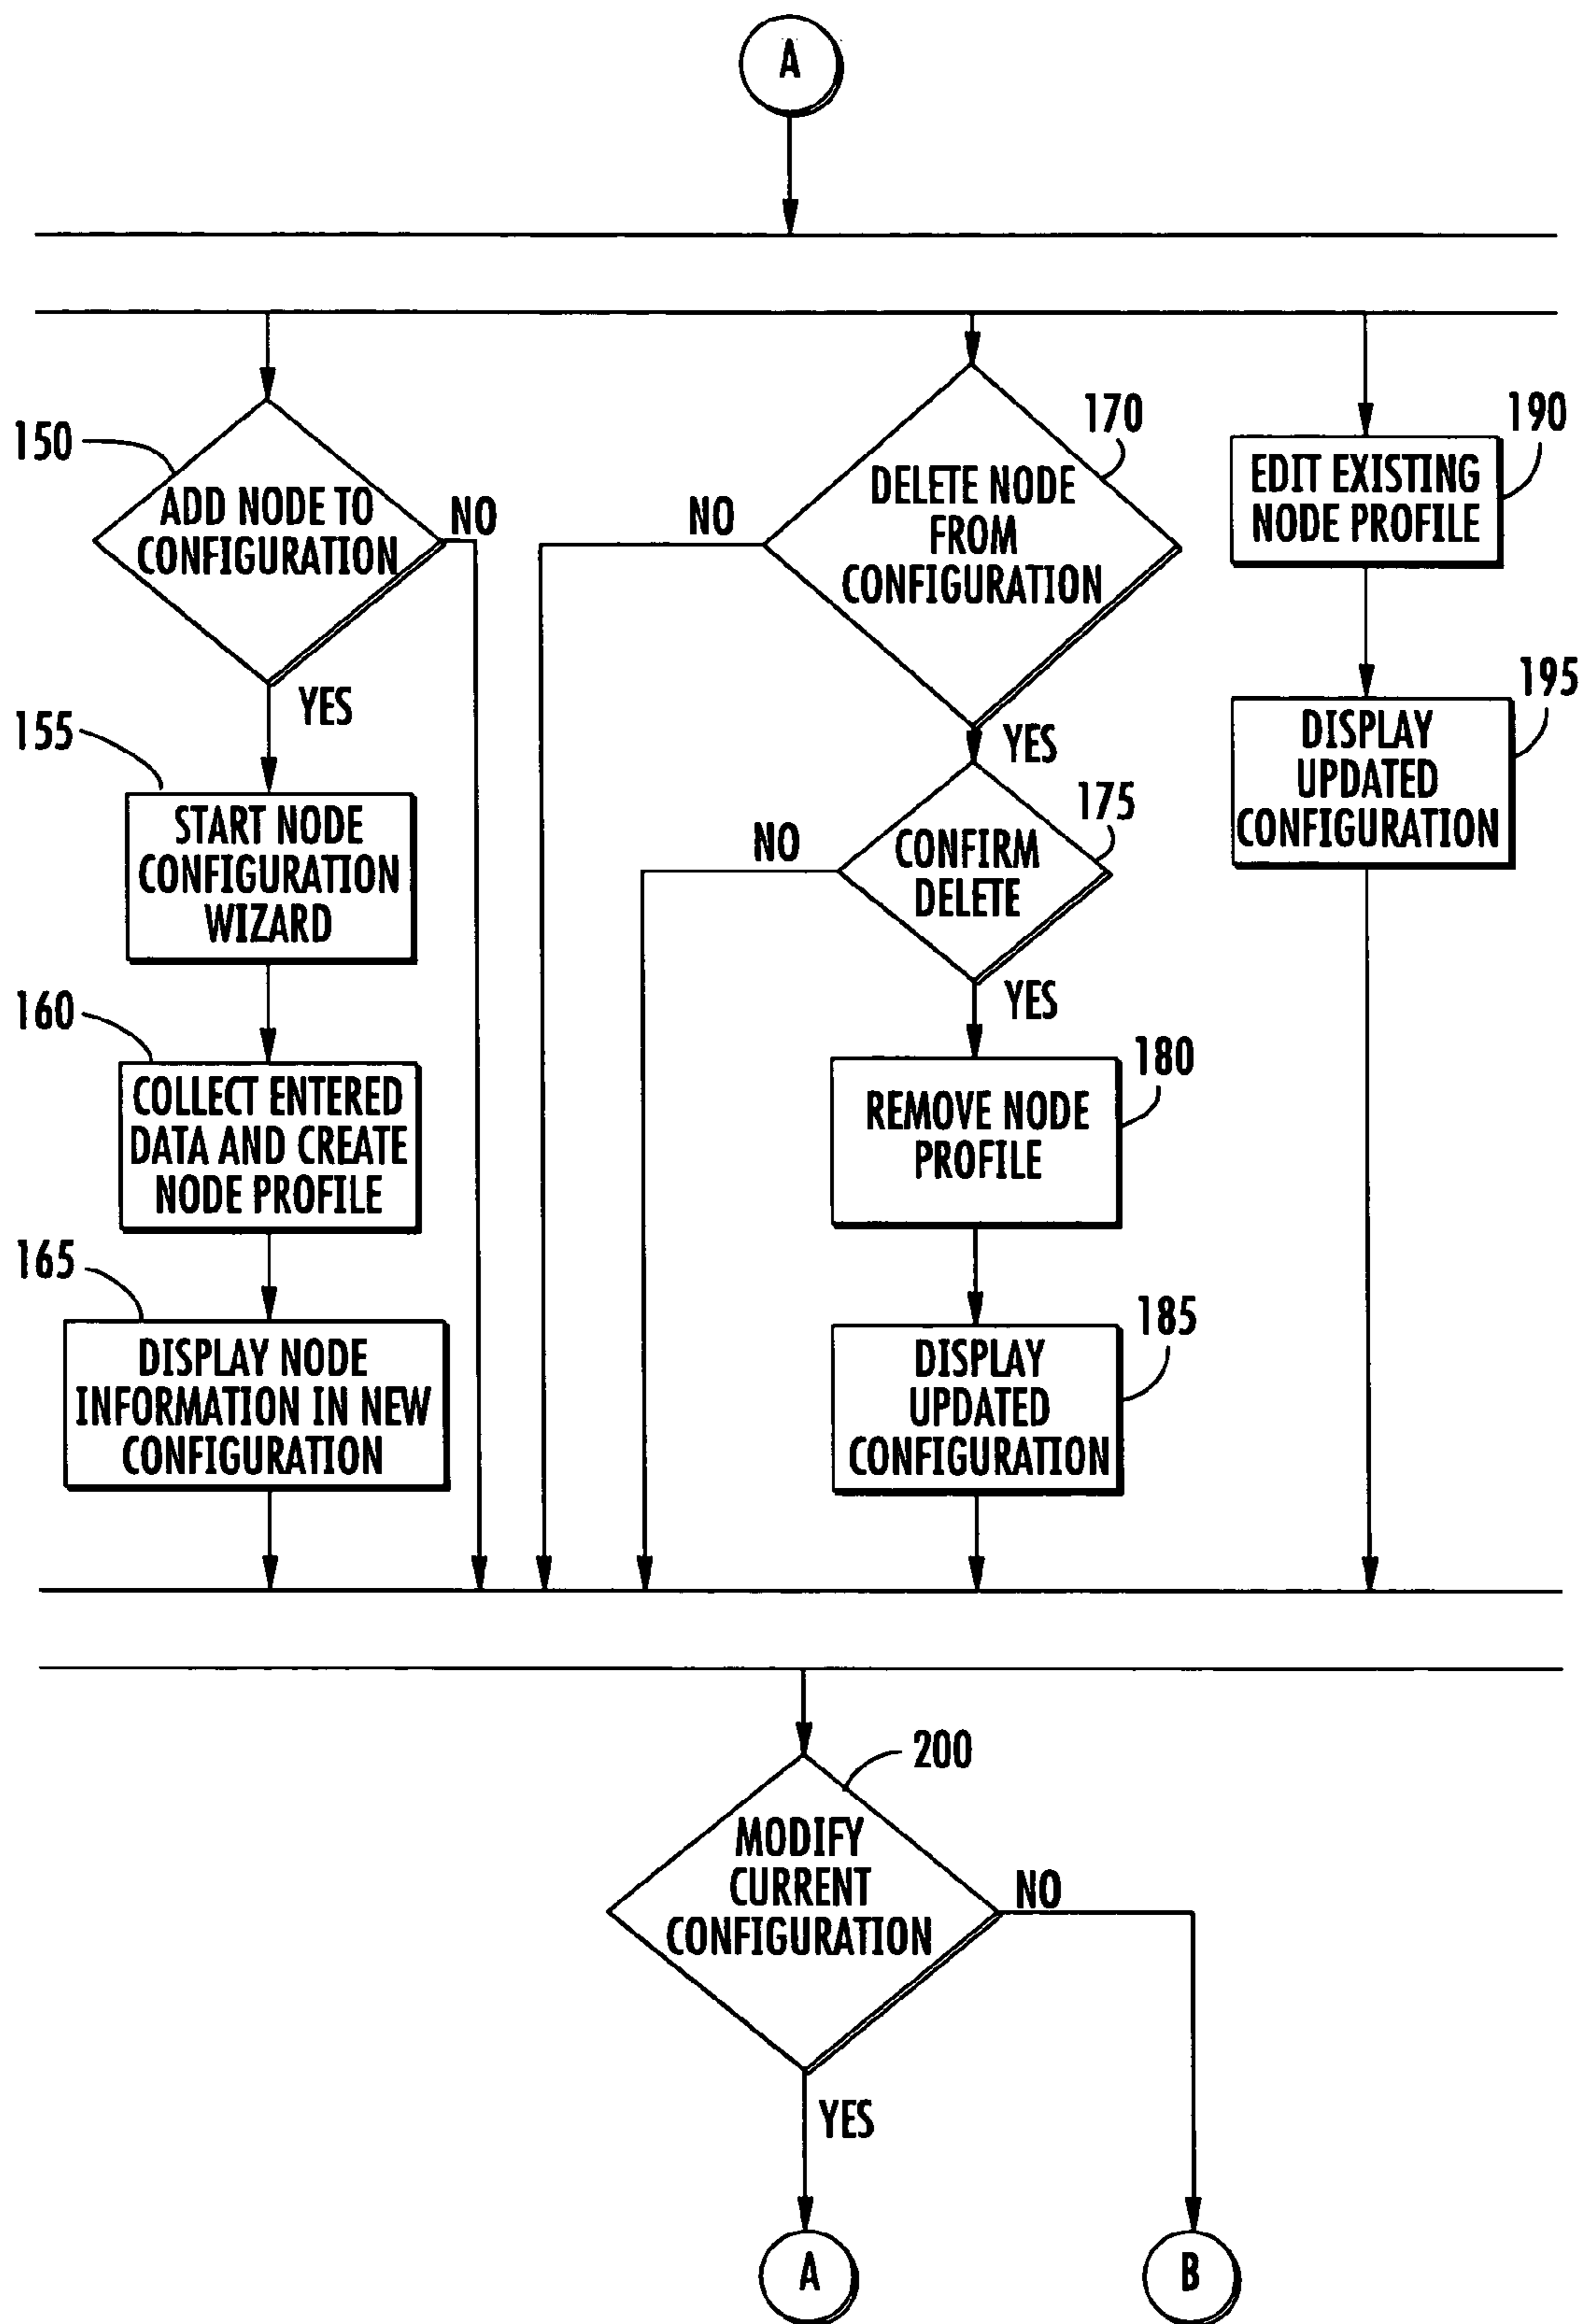 A
150
ADD NODE TO
CONFIGURATION
NO
YES
155
START NODE
CONFIGURATION
WIZARD
160
COLLECT ENTERED
DATA AND CREATE
NODE PROFILE
165
DISPLAY NODE
INFORMATION IN NEW
CONFIGURATION
170
DELETE NODE
FROM
CONFIGURATION
NO
YES
175
CONFIRM
DELETE
NO
YES
180
REMOVE NODE
PROFILE
185
DISPLAY
UPDATED
CONFIGURATION
190
EDIT EXISTING
NODE PROFILE
195
DISPLAY
UPDATED
CONFIGURATION
200
MODIFY
CURRENT
CONFIGURATION
NO
YES
A
B